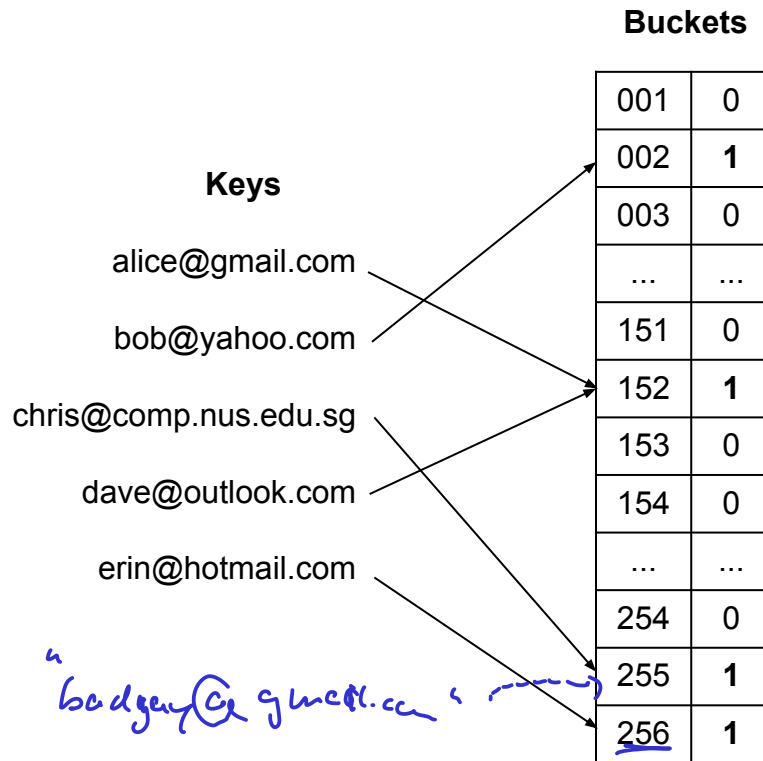 Buckets
001 0
002 1
Keys
003 0
alice@gmail.com
... ...
bob@yahoo.com
151 0
152 1
chris@comp.nus.edu.sg
153 0
dave@outlook.com
154 0
erin@hotmail.com
... ...
254 0
255 1
256 1